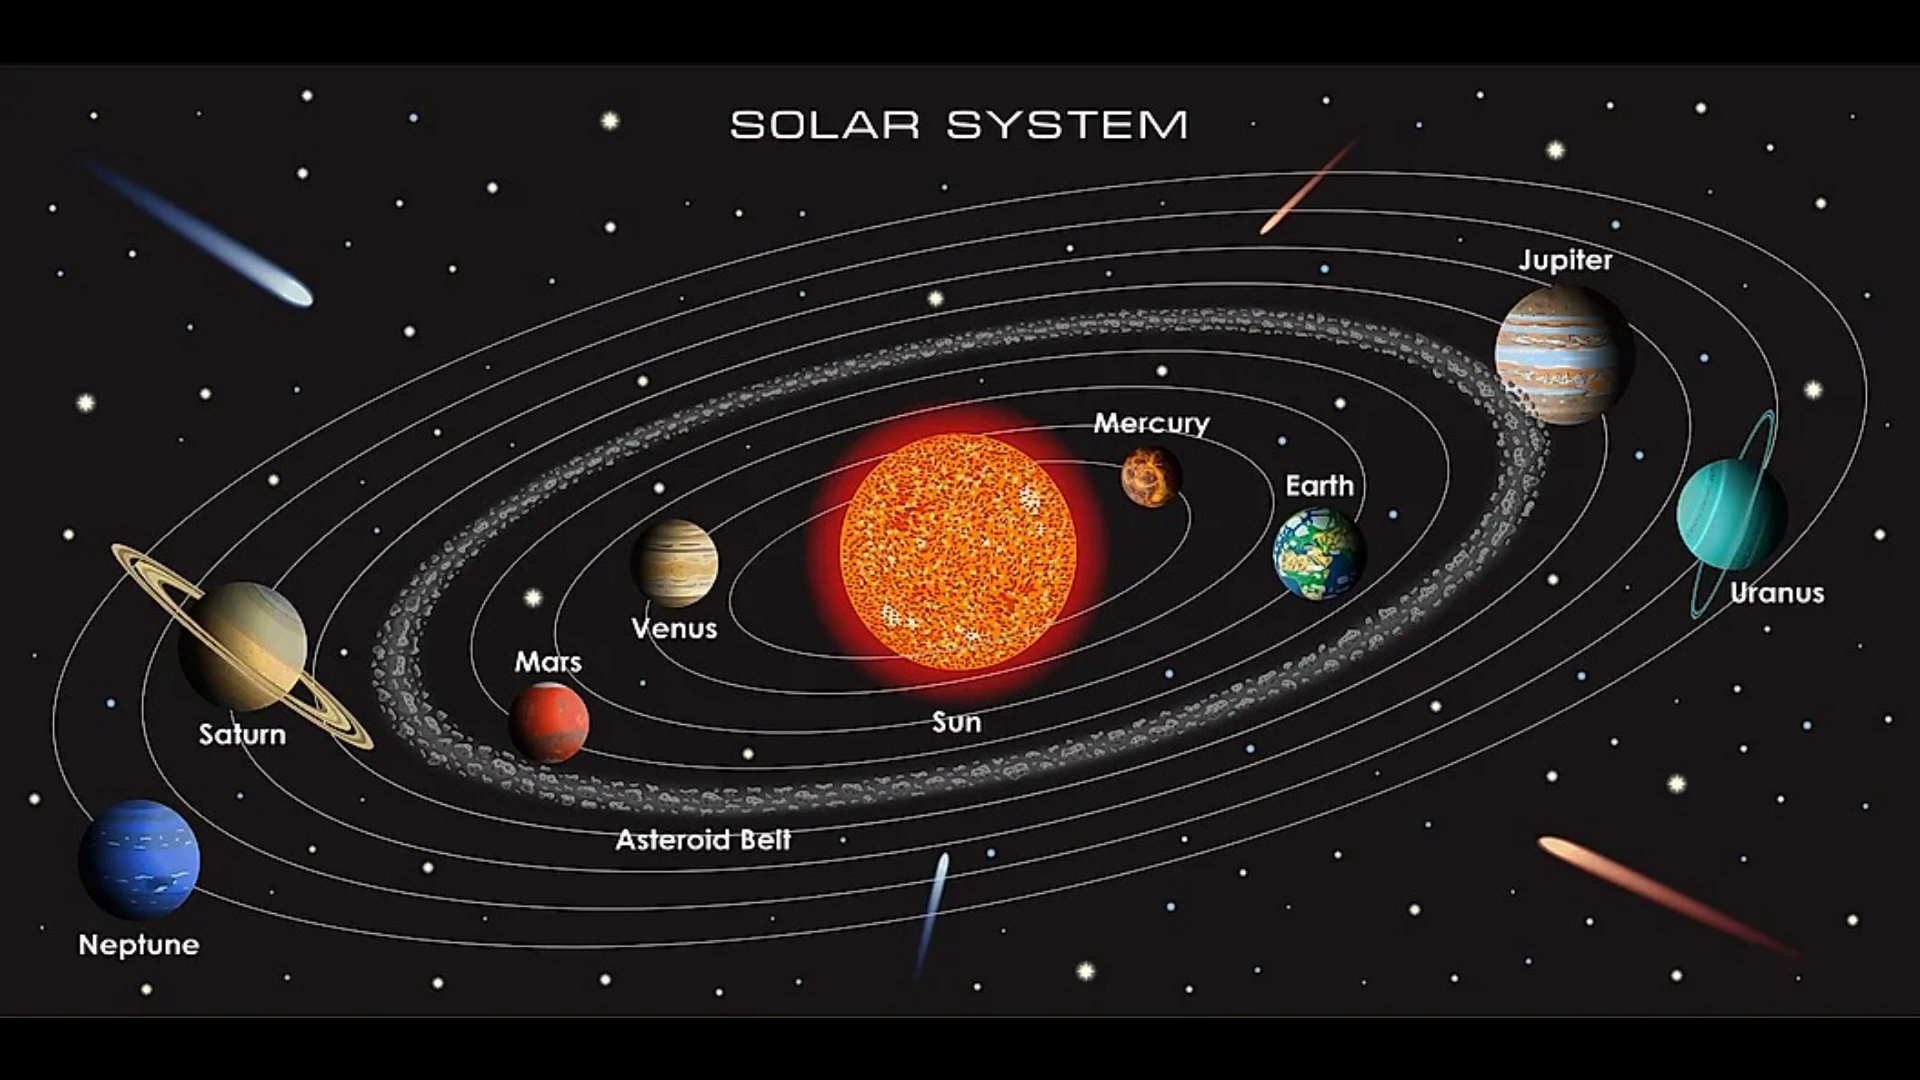 SOLAR SYSTEM
Jupiter
Mercury
Earth
Uranus
Venus
Mars
Sun
Saturn
Asteroid Belt
Neptune